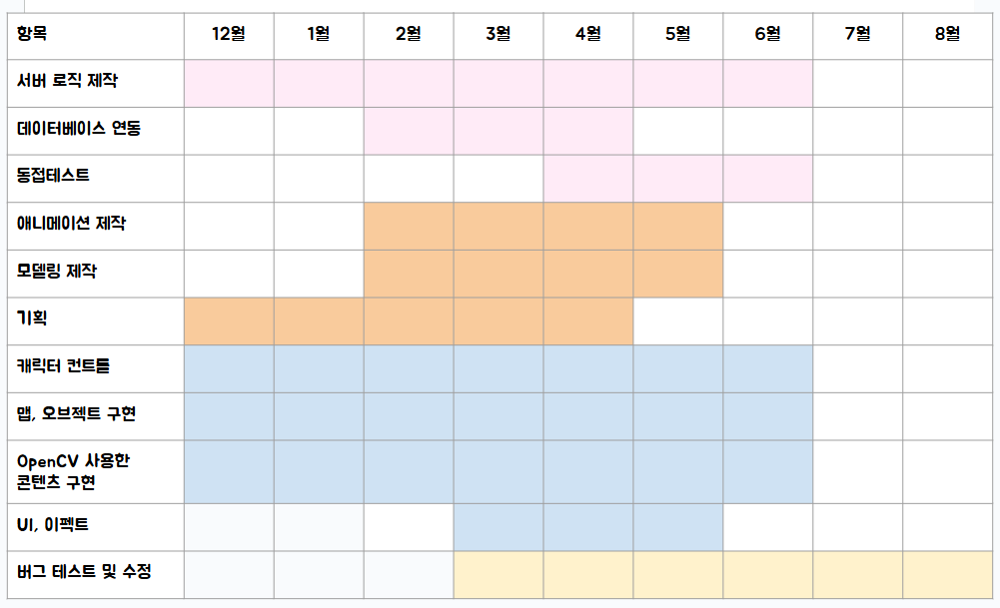 항목 12월 1월 2월 3월 4월 5월 6월 7월 8월
서버 로직 제작
데이터베이스 연동
동접테스트
애니메이션 제작
모델링 제작
기획
캐릭터 컨트롤
맵, 오브젝트 구현
OpenCV 사용한
콘텐츠 구현
UI, 이펙트
버그 테스트 및 수정